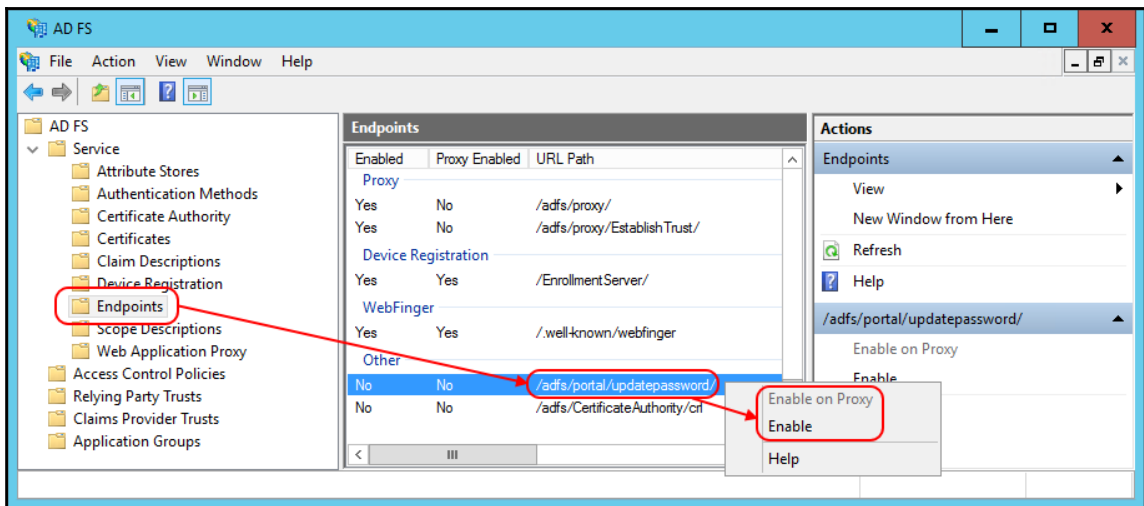 AD FS
File Action View Window Help
AD FS
Service
Attribute Stores
Authentication Methods
Certificate Authority
Certificates
Claim Descriptions
Device Registration
Endpoints
Scope Descriptions
Web Application Proxy
Access Control Policies
Relying Party Trusts
Claims Provider Trusts
Application Groups
Endpoints
Enabled Proxy Enabled URL Path
Proxy
Yes No /adfs/proxy/
Yes No /adfs/proxy/EstablishTrust/
Device Registration
Yes Yes /EnrollmentServer/
WebFinger
Yes Yes /.well-known/webfinger
Other
No No /adfs/portal/updatepassword/
No No /adfs/CertificateAuthority/crl
Enable on Proxy
Enable
Help
Actions
Endpoints
View
New Window from Here
Refresh
Help
/adfs/portal/updatepassword/
Enable on Proxy
Enable